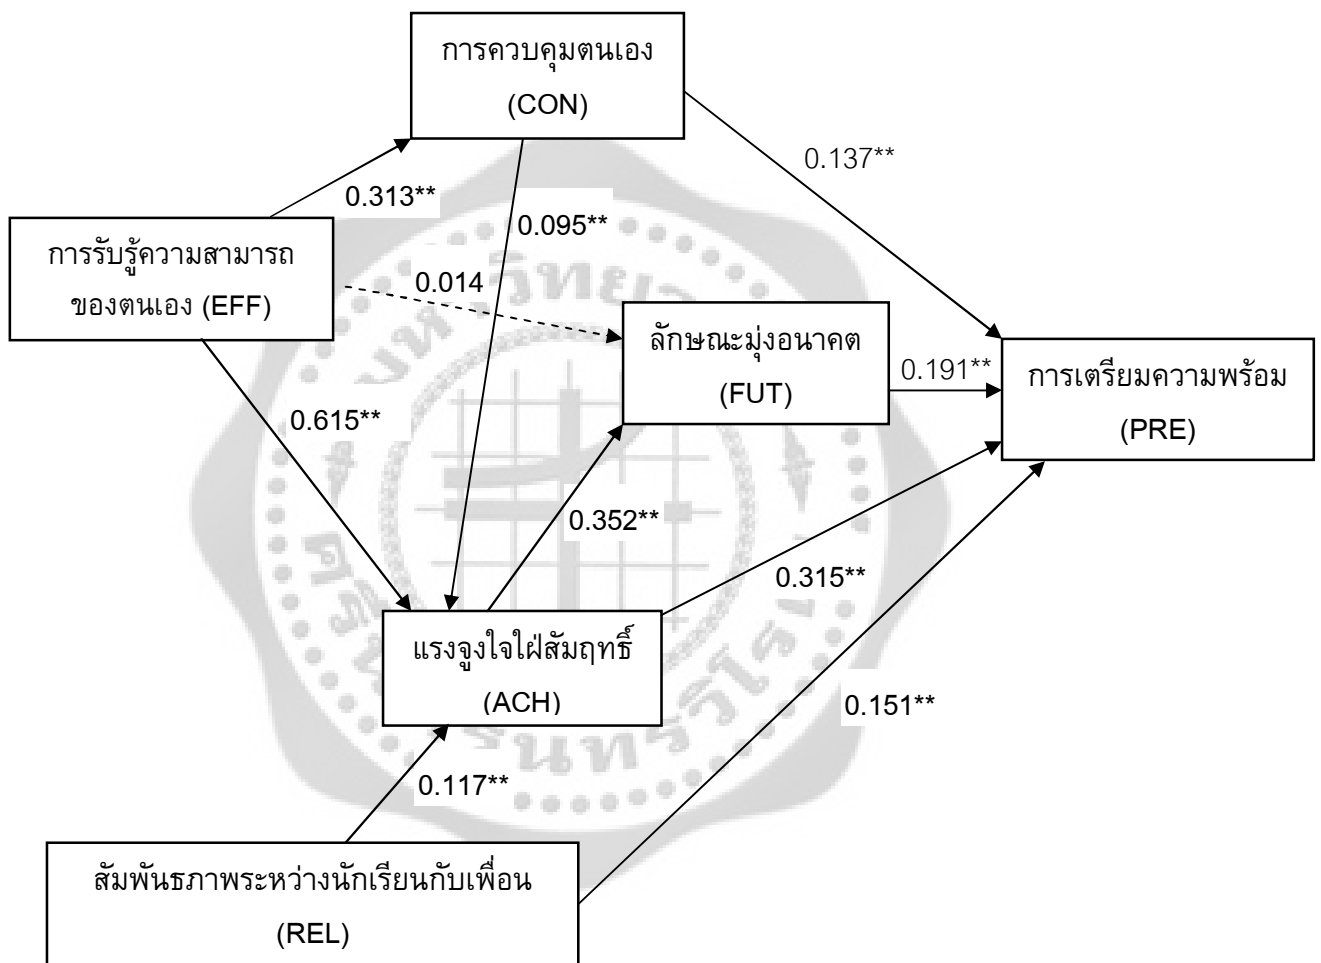 การควบคุมตนเอง
(CON)
0.137**
0.313**
0.095**
การรับรู้ความสามารถ
ของตนเอง (EFF)
0.014
ลักษณะมุ่งอนาคต
(FUT)
0.191**
การเตรียมความพร้อม
(PRE)
0.615**
0.352**
0.315**
แรงจูงใจใฝ่สัมฤทธิ์
(ACH)
0.151**
0.117**
สัมพันธภาพระหว่างนักเรียนกับเพื่อน
(REL)